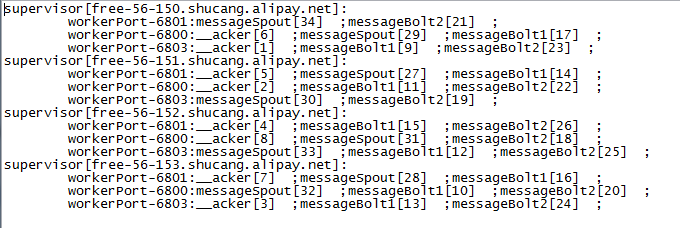 supervisor[free-56-150.shucang.alipay.net]:
workerPort-6801:messageSpout[34]  ;messageBolt2[21]  ;
workerPort-6800:__acker[6]  ;messageSpout[29]  ;messageBolt1[17]  ;
workerPort-6803:__acker[1]  ;messageBolt1[9]  ;messageBolt2[23]  ;
supervisor[free-56-151.shucang.alipay.net]:
workerPort-6801:__acker[5]  ;messageSpout[27]  ;messageBolt1[14]  ;
workerPort-6800:__acker[2]  ;messageBolt1[11]  ;messageBolt2[22]  ;
workerPort-6803:messageSpout[30]  ;messageBolt2[19]  ;
supervisor[free-56-152.shucang.alipay.net]:
workerPort-6801:__acker[4]  ;messageBolt1[15]  ;messageBolt2[26]  ;
workerPort-6800:__acker[8]  ;messageSpout[31]  ;messageBolt2[18]  ;
workerPort-6803:messageSpout[33]  ;messageBolt1[12]  ;messageBolt2[25]  ;
supervisor[free-56-153.shucang.alipay.net]:
workerPort-6801:__acker[7]  ;messageSpout[28]  ;messageBolt1[16]  ;
workerPort-6800:messageSpout[32]  ;messageBolt1[10]  ;messageBolt2[20]  ;
workerPort-6803:__acker[3]  ;messageBolt1[13]  ;messageBolt2[24]  ;